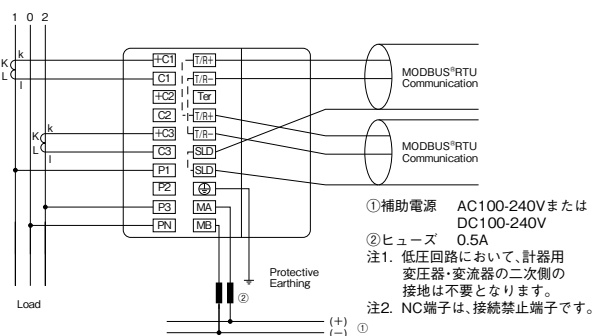 1 0 2
K
k
L
l
K
k
L
l
+C1 T/R+
C1 T/R−
+C2 Ter
C2 T/R+
+C3 T/R−
C3 SLD
P1 SLD
P2
P3 MA
PN MB
MODBUS®RTU
Communication
MODBUS®RTU
Communication
Protective
Earthing
②
Load
(+)
(−)
①
①補助電源 AC100-240Vまたは
DC100-240V
②ヒューズ 0.5A
注1. 低圧回路において、計器用
変圧器・変流器の二次側の
接地は不要となります。
注2. NC端子は、接続禁止端子です。